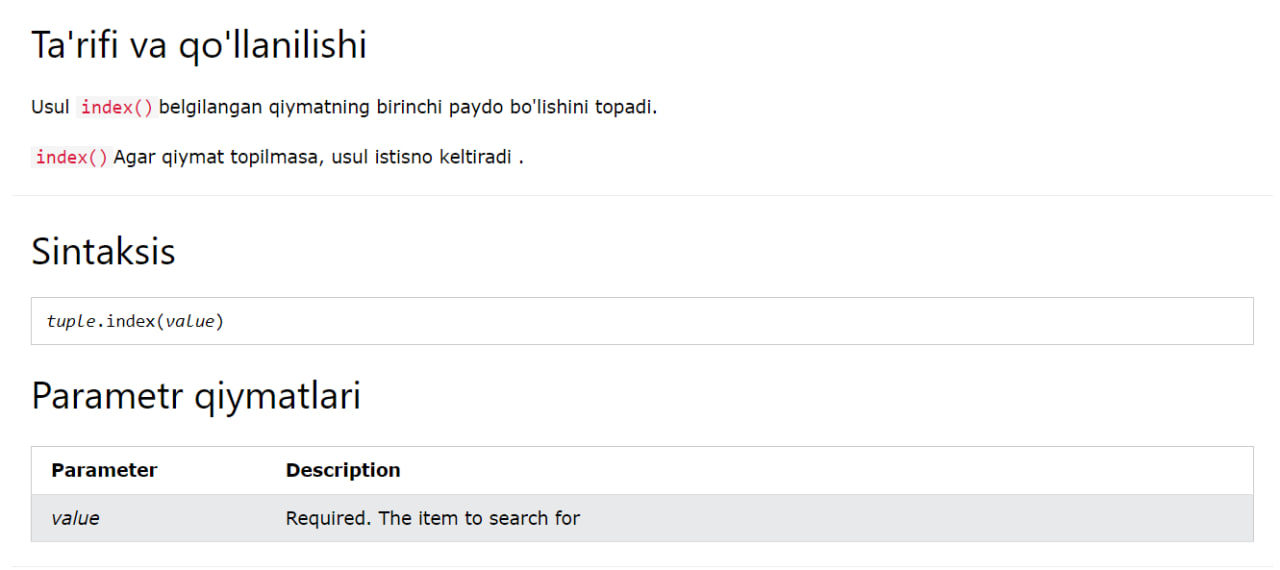 Ta'rifi va qo'llanilishi
Usul index() belgilangan qiymatning birinchi paydo bo'lishini topadi.
index() Agar qiymat topilmasa, usul istisno keltiradi .
Sintaksis
tuple.index(value)
Parametr qiymatlari
Parameter Description
value Required. The item to search for